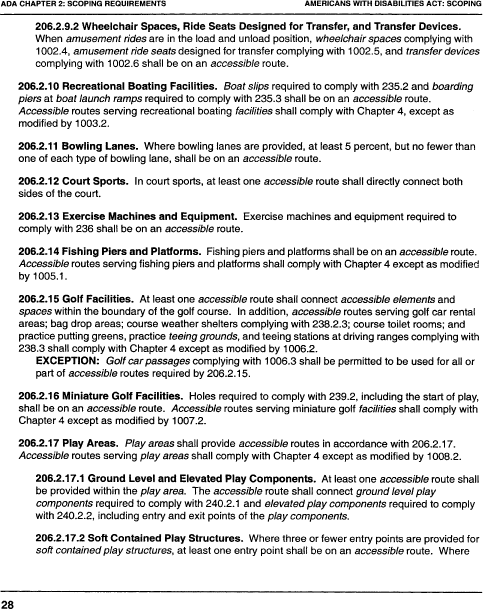 ADA CHAPTER 2: SCOPING REQUIREMENTS AMERICANS WITH DISABILITIES ACT: SCOPING
206.2.9.2 Wheelchair Spaces, Ride Seats Designed for Transfer, and Transfer Devices.
When amusement rides are in the load and unload position, wheelchair spaces complying with
1002.4, amusement ride seats designed for transfer complying with 1002.5, and transfer devices
complying with 1002.6 shall be on an accessible route.
206.2.10 Recreational Boating Facilities. Boat slips required to comply with 235.2 and boarding
piers at boat launch ramps required to comply with 235.3 shall be on an accessible route.
Accessible routes serving recreational boating facilities shall comply with Chapter 4, except as
modified by 1003.2.
206.2.11 Bowling Lanes. Where bowling lanes are provided, at least 5 percent, but no fewer than
one of each type of bowling lane, shall be on an accessible route.
206.2.12 Court Sports. In court sports, at least one accessible route shall directly connect both
sides of the court.
206.2.13 Exercise Machines and Equipment. Exercise machines and equipment required to
comply with 236 shall be on an accessible route.
206.2.14 Fishing Piers and Platforms. Fishing piers and platforms shall be on an accessible route.
Accessible routes serving fishing piers and platforms shall comply with Chapter 4 except as modified
by 1005.1.
206.2.15 Golf Facilities. At least one accessible route shall connect accessible elements and
spaces within the boundary of the golf course. In addition, accessible routes serving golf car rental
areas; bag drop areas; course weather shelters complying with 238.2.3; course toilet rooms; and
practice putting greens, practice teeing grounds, and teeing stations at driving ranges complying with
238.3 shall comply with Chapter 4 except as modified by 1006.2.
EXCEPTION: Golf car passages complying with 1006.3 shall be permitted to be used for all or
part of accessible routes required by 206.2.15.
206.2.16 Miniature Golf Facilities. Holes required to comply with 239.2, including the start of play,
shall be on an accessible route. Accessible routes serving miniature golf facilities shall comply with
Chapter 4 except as modified by 1007.2.
206.2.17 Play Areas. Play areas shall provide accessible routes in accordance with 206.2.17.
Accessible routes serving play areas shall comply with Chapter 4 except as modified by 1008.2.
206.2.17.1 Ground Level and Elevated Play Components. At least one accessible route shall
be provided within the play area. The accessible route shall connect ground level play
components required to comply with 240.2.1 and elevated play components required to comply
with 240.2.2, including entry and exit points of the play components.
206.2.17.2 Soft Contained Play Structures. Where three or fewer entry points are provided for
soft contained play structures, at least one entry point shall be on an accessible route. Where
28